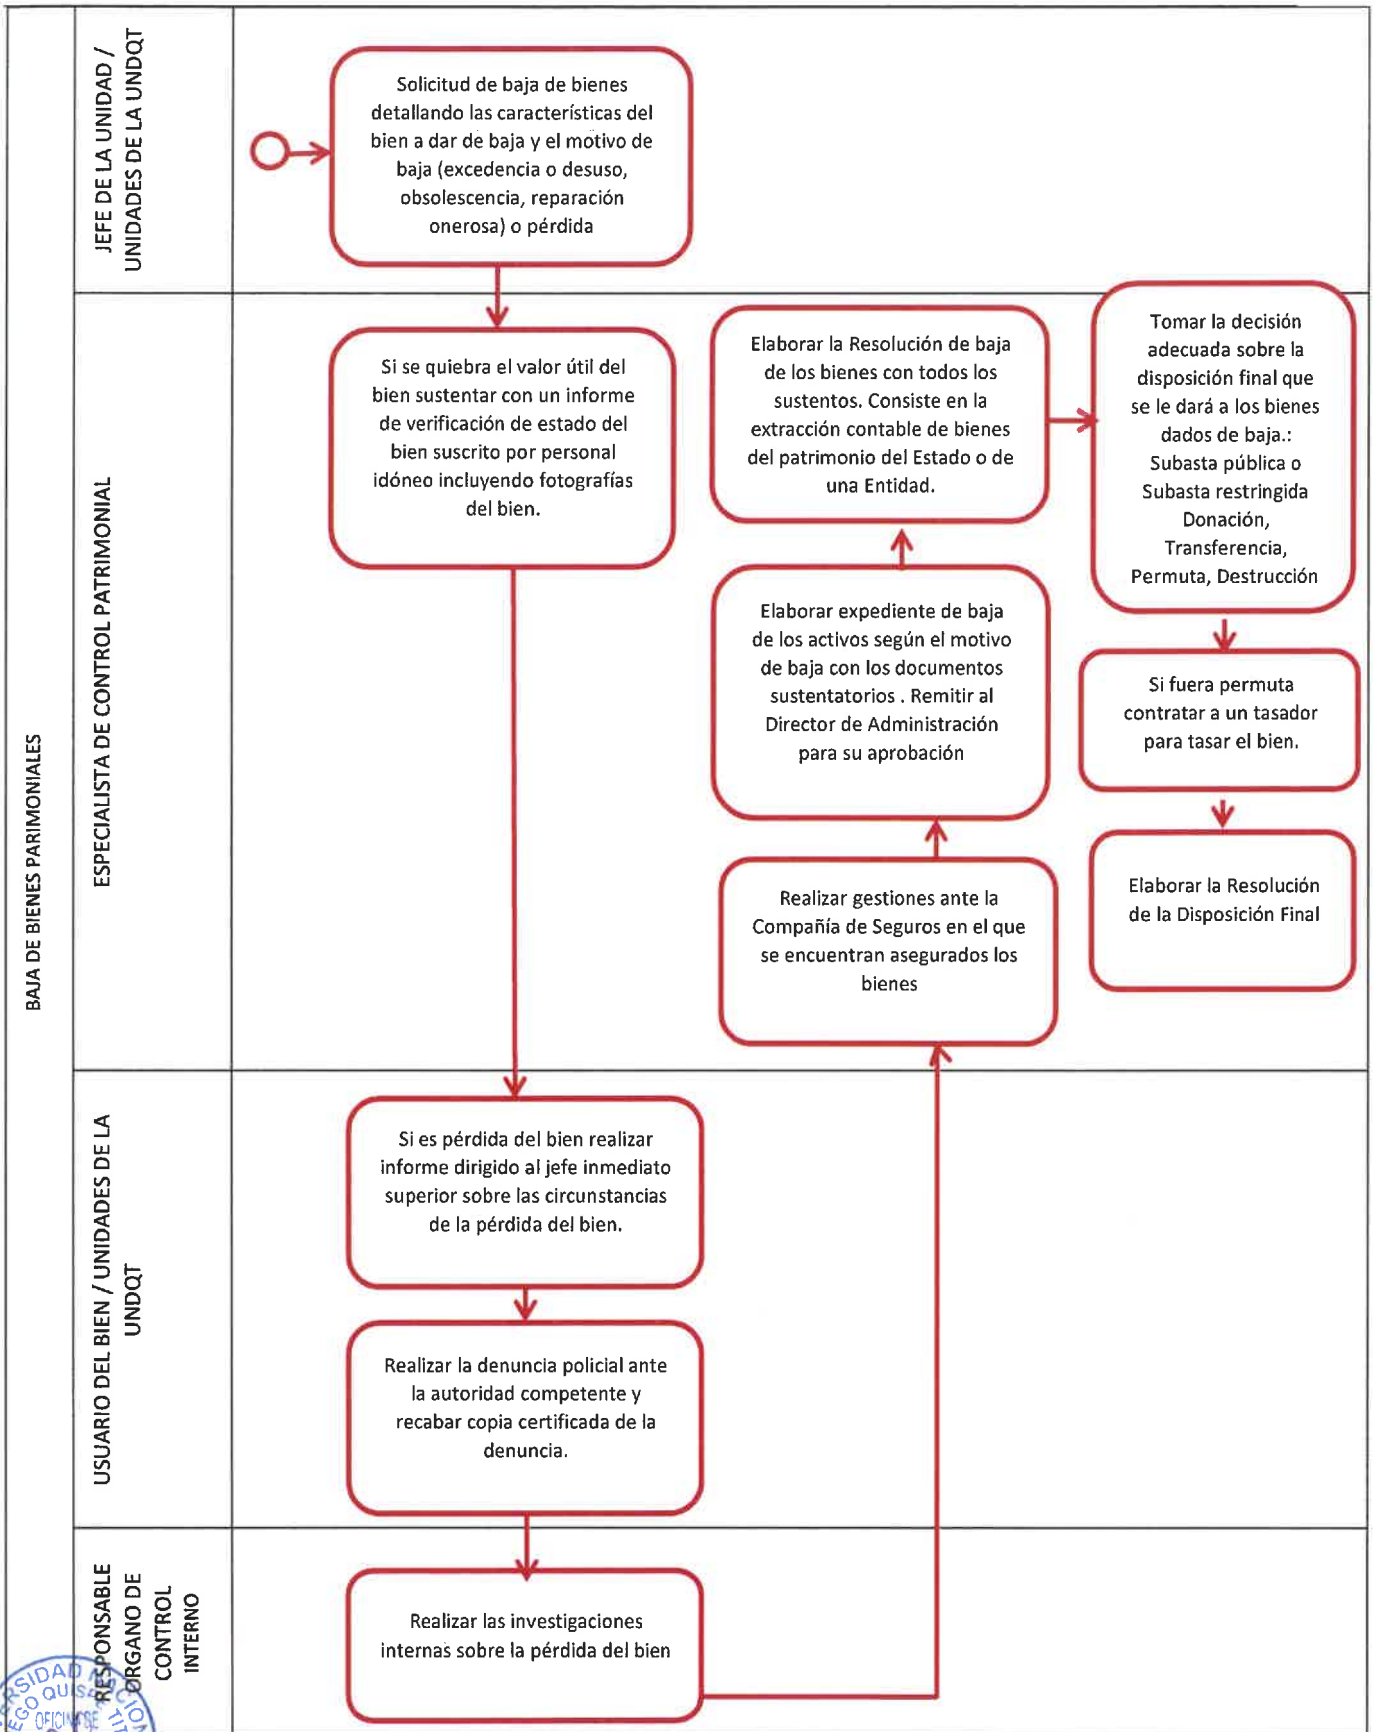 BAJA DE BIENES PARIMONIALES
JEFE DE LA UNIDAD /
UNIDADES DE LA UNDQT
Solicitud de baja de bienes
detallando las características del
bien a dar de baja y el motivo de
baja (excedencia o desuso,
obsolescencia, reparación
onerosa) o pérdida
ESPECIALISTA DE CONTROL PATRIMONIAL
Si se quiebra el valor útil del
bien sustentar con un informe
de verificación de estado del
bien suscrito por personal
idóneo incluyendo fotografías
del bien.
USUARIO DEL BIEN / UNIDADES DE LA
UNDQT
Si es pérdida del bien realizar
informe dirigido al jefe inmediato
superior sobre las circunstancias
de la pérdida del bien.
Realizar la denuncia policial ante
la autoridad competente y
recabar copia certificada de la
denuncia.
RESPONSABLE
ORGANO DE
CONTROL
INTERNO
Realizar las investigaciones
internas sobre la pérdida del bien
Realizar gestiones ante la
Compañía de Seguros en el que
se encuentran asegurados los
bienes
Elaborar expediente de baja
de los activos según el motivo
de baja con los documentos
sustentatorios . Remitir al
Director de Administración
para su aprobación
Elaborar la Resolución de baja
de los bienes con todos los
sustentos. Consiste en la
extracción contable de bienes
del patrimonio del Estado o de
una Entidad.
Tomar la decisión
adecuada sobre la
disposición final que
se le dará a los bienes
dados de baja.:
Subasta pública o
Subasta restringida
Donación,
Transferencia,
Permuta, Destrucción
Si fuera permuta
contratar a un tasador
para tasar el bien.
Elaborar la Resolución
de la Disposición Final